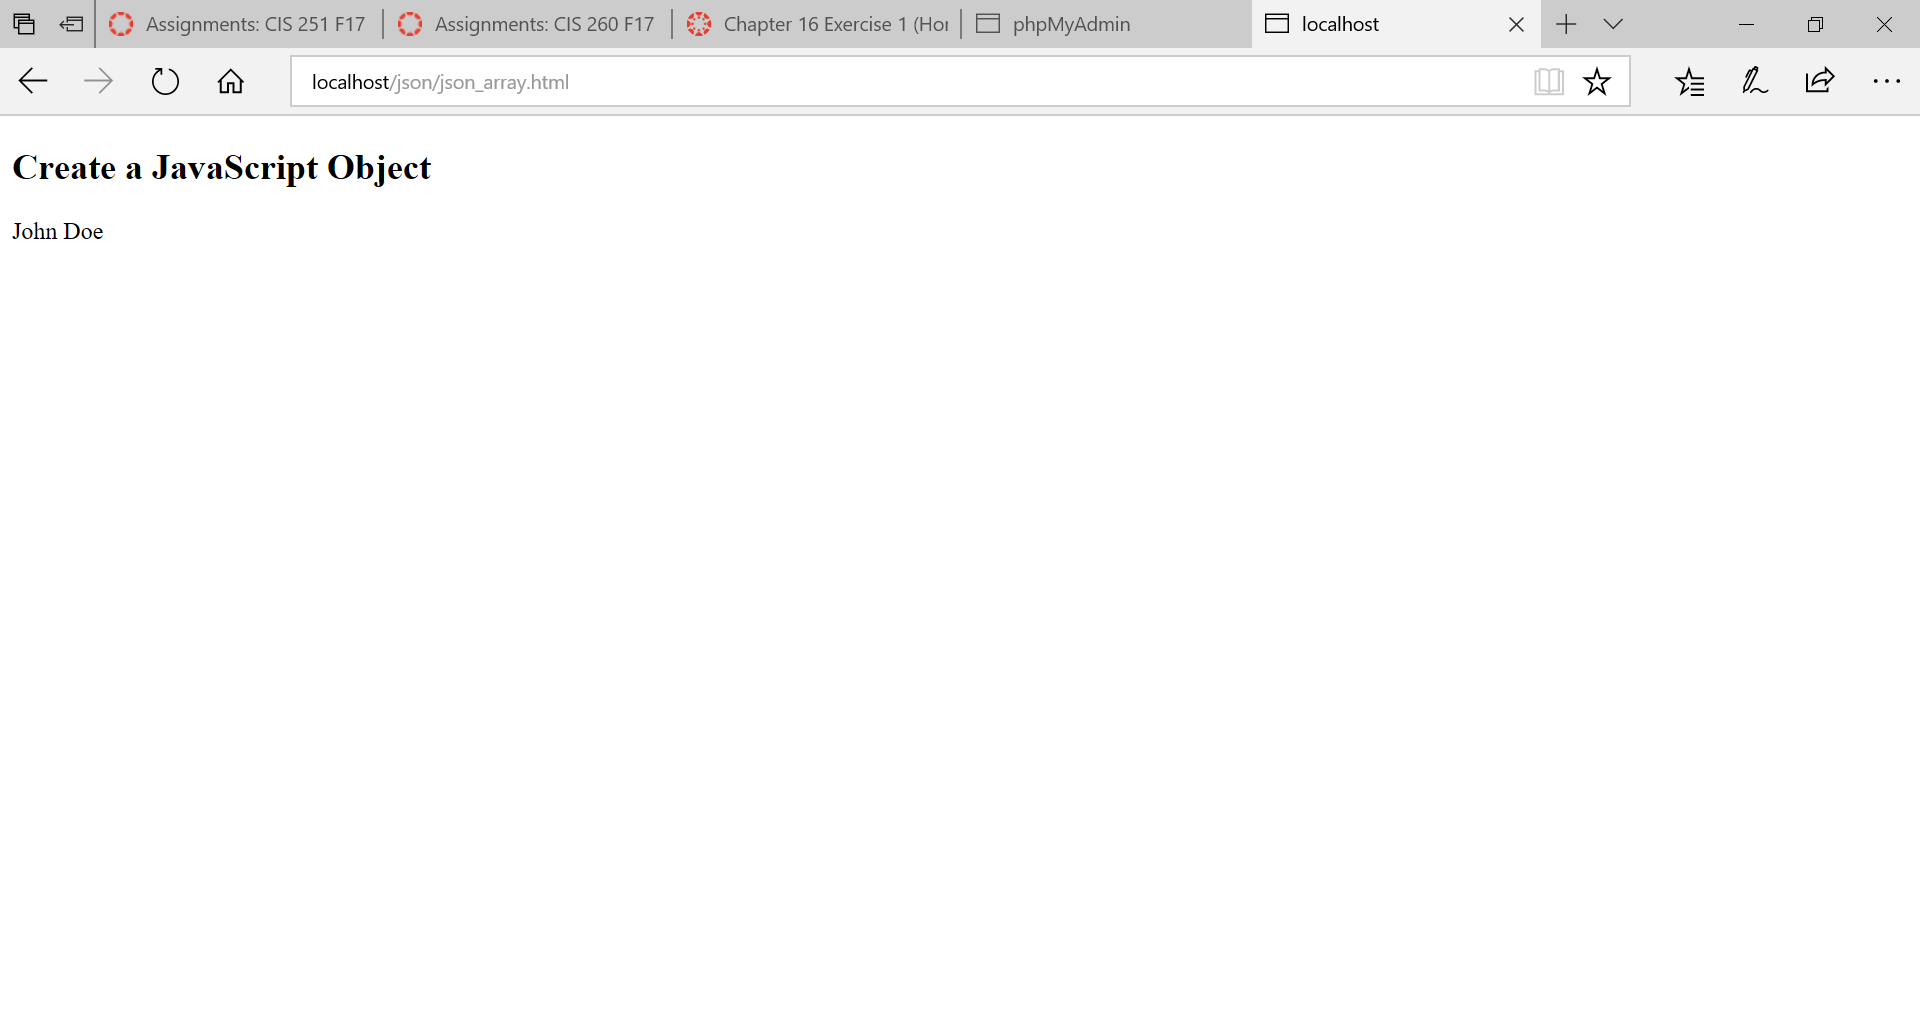 Assignments: CIS 251 F17
Assignments: CIS 260 F17
Chapter 16 Exercise 1 (Hor
phpMyAdmin
localhost
localhost/json/json_array.html
Create a JavaScript Object
John Doe